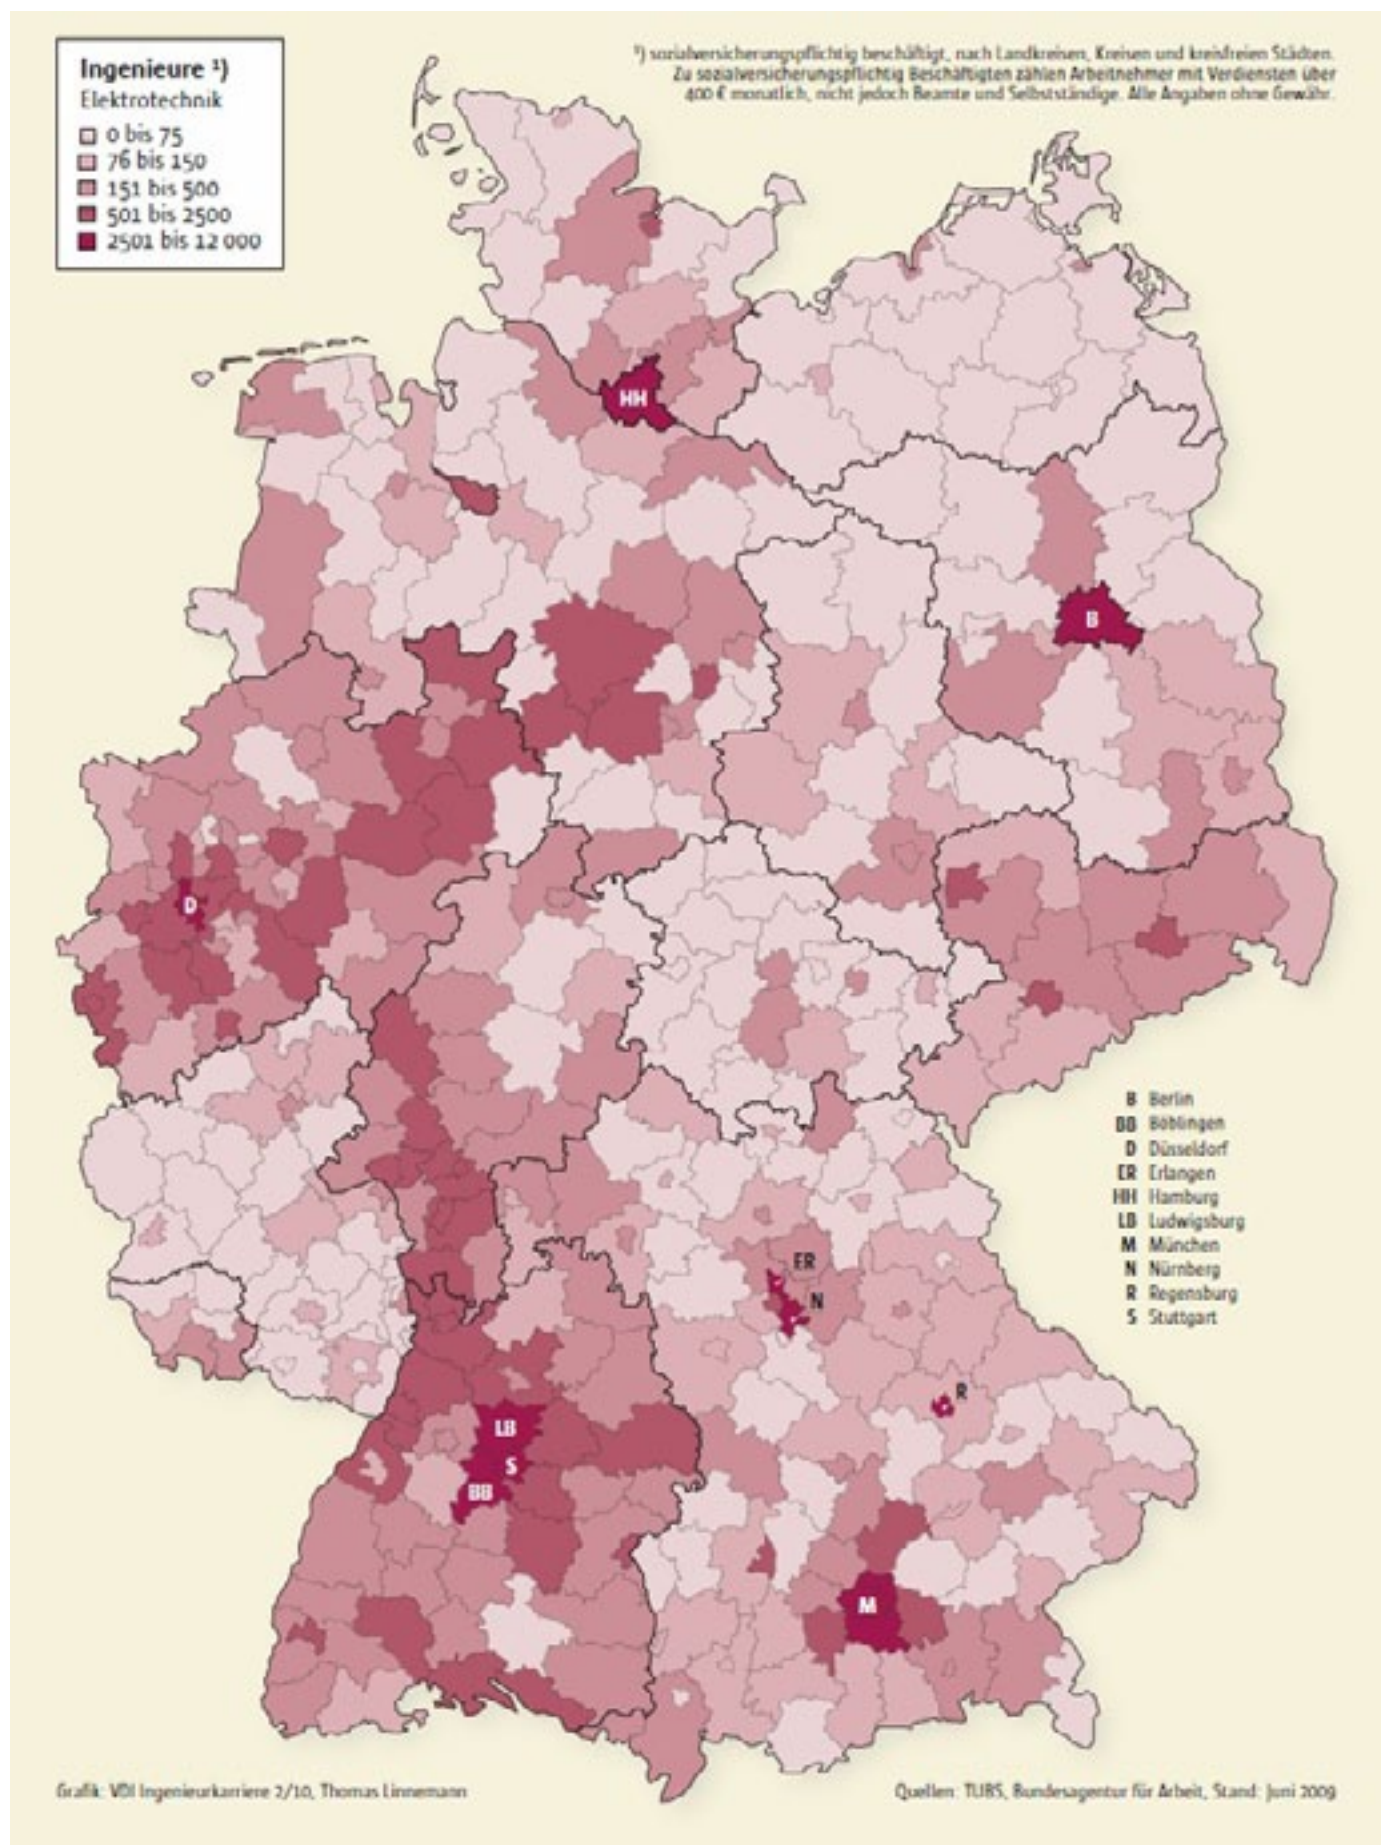 Ingenieure ¹)
Elektrotechnik
0 bis 75
76 bis 150
151 bis 500
501 bis 2500
2501 bis 12 000
¹) sozialversicherungspflichtig beschäftigt, nach Landkreisen, Kreisen und kreisfreien Städten.
Zu sozialversicherungspflichtig Beschäftigten zählen Arbeitnehmer mit Verdiensten über
400 € monatlich, nicht jedoch Beamte und Selbstständige. Alle Angaben ohne Gewähr.
HH
B
D
ER
N
R
LB
S
BB
M
B Berlin
BB Böblingen
D Düsseldorf
ER Erlangen
HH Hamburg
LB Ludwigsburg
M München
N Nürnberg
R Regensburg
S Stuttgart
Grafik: VDI Ingenieurkarriere 2/10, Thomas Linnemann
Quellen: TUBS, Bundesagentur für Arbeit, Stand: Juni 2009